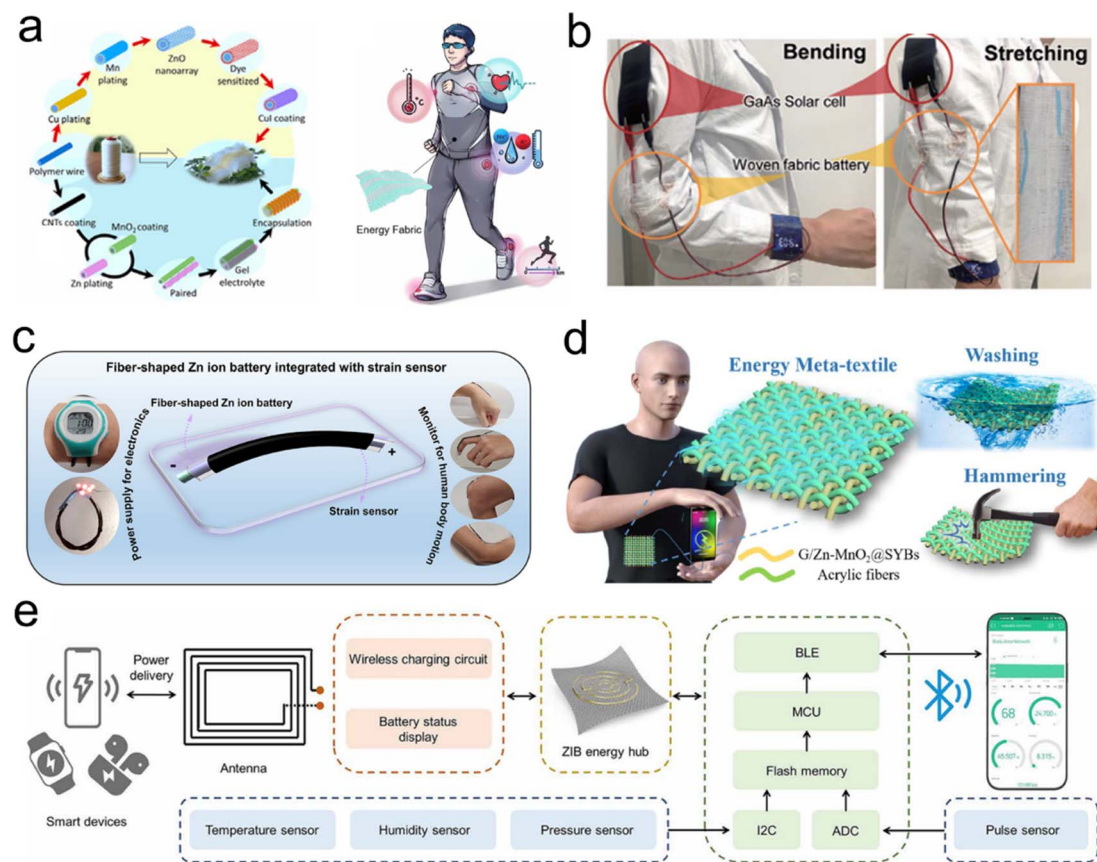 a
Mn
plating
ZnO
nanoarray
Dye
sensitized
Cu plating
CuI coating
Polymer wire
CNTs coating
MnO₂ coating
Encapsulation
Zn plating
Paired
Gel
electrolyte
°C
Energy Fabric
km
b
Bending
Stretching
GaAs Solar cell
Woven fabric battery
c
Fiber-shaped Zn ion battery integrated with strain sensor
Fiber-shaped Zn ion battery
Power supply for electronics
-
+
Strain sensor
Monitor for human body motion
d
Energy Meta-textile
Washing
Hammering
G/Zn-MnO₂@SYBs
Acrylic fibers
e
Power
delivery
Smart devices
Antenna
Wireless charging circuit
Battery status
display
ZIB energy hub
BLE
MCU
Flash memory
I2C
ADC
68
24.700
Temperature sensor
Humidity sensor
Pressure sensor
Pulse sensor